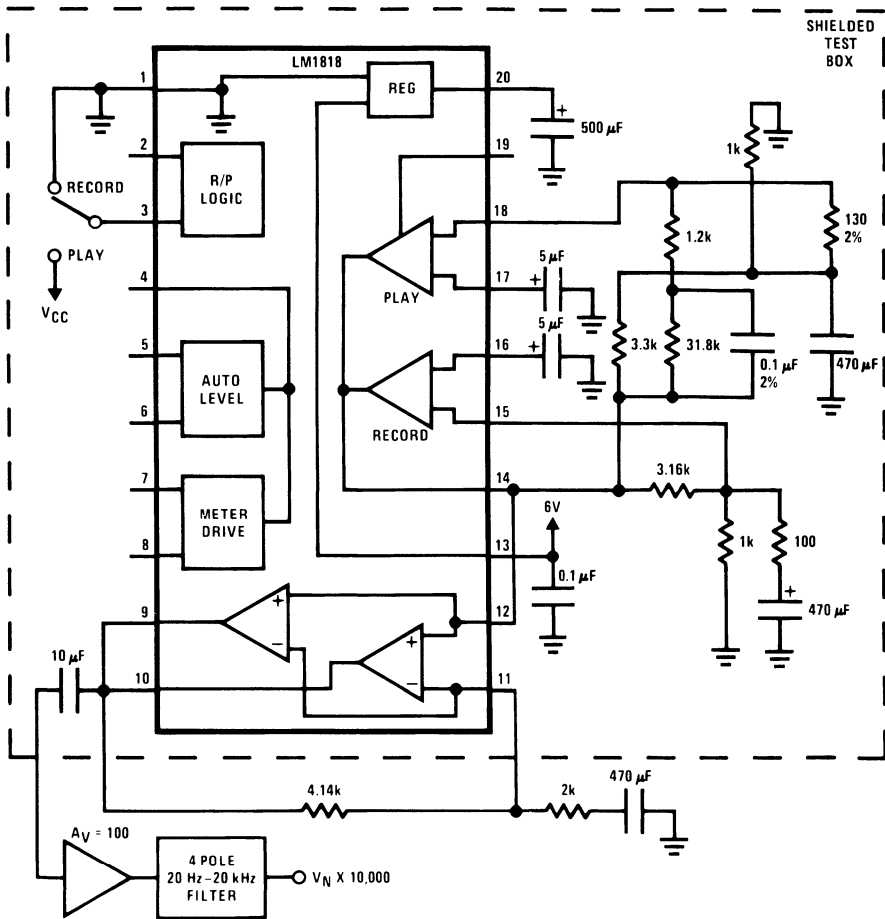 SHIELDED
TEST
BOX
LM1818
1
20
REG
+
500 µF
2
19
1k
RECORD
R/P
LOGIC
3
18
1.2k
130
2%
PLAY
VCC
4
PLAY
17
+
5 µF
5
16
+
5 µF
3.3k
31.8k
0.1 µF
2%
470 µF
AUTO
LEVEL
6
RECORD
15
7
14
3.16k
METER
DRIVE
6V
8
13
1k
100
0.1 µF
+
470 µF
9
+
−
12
10 µF
10
+
−
11
4.14k
2k
470 µF
AV = 100
4 POLE
20 Hz–20 kHz
FILTER
VN X 10,000